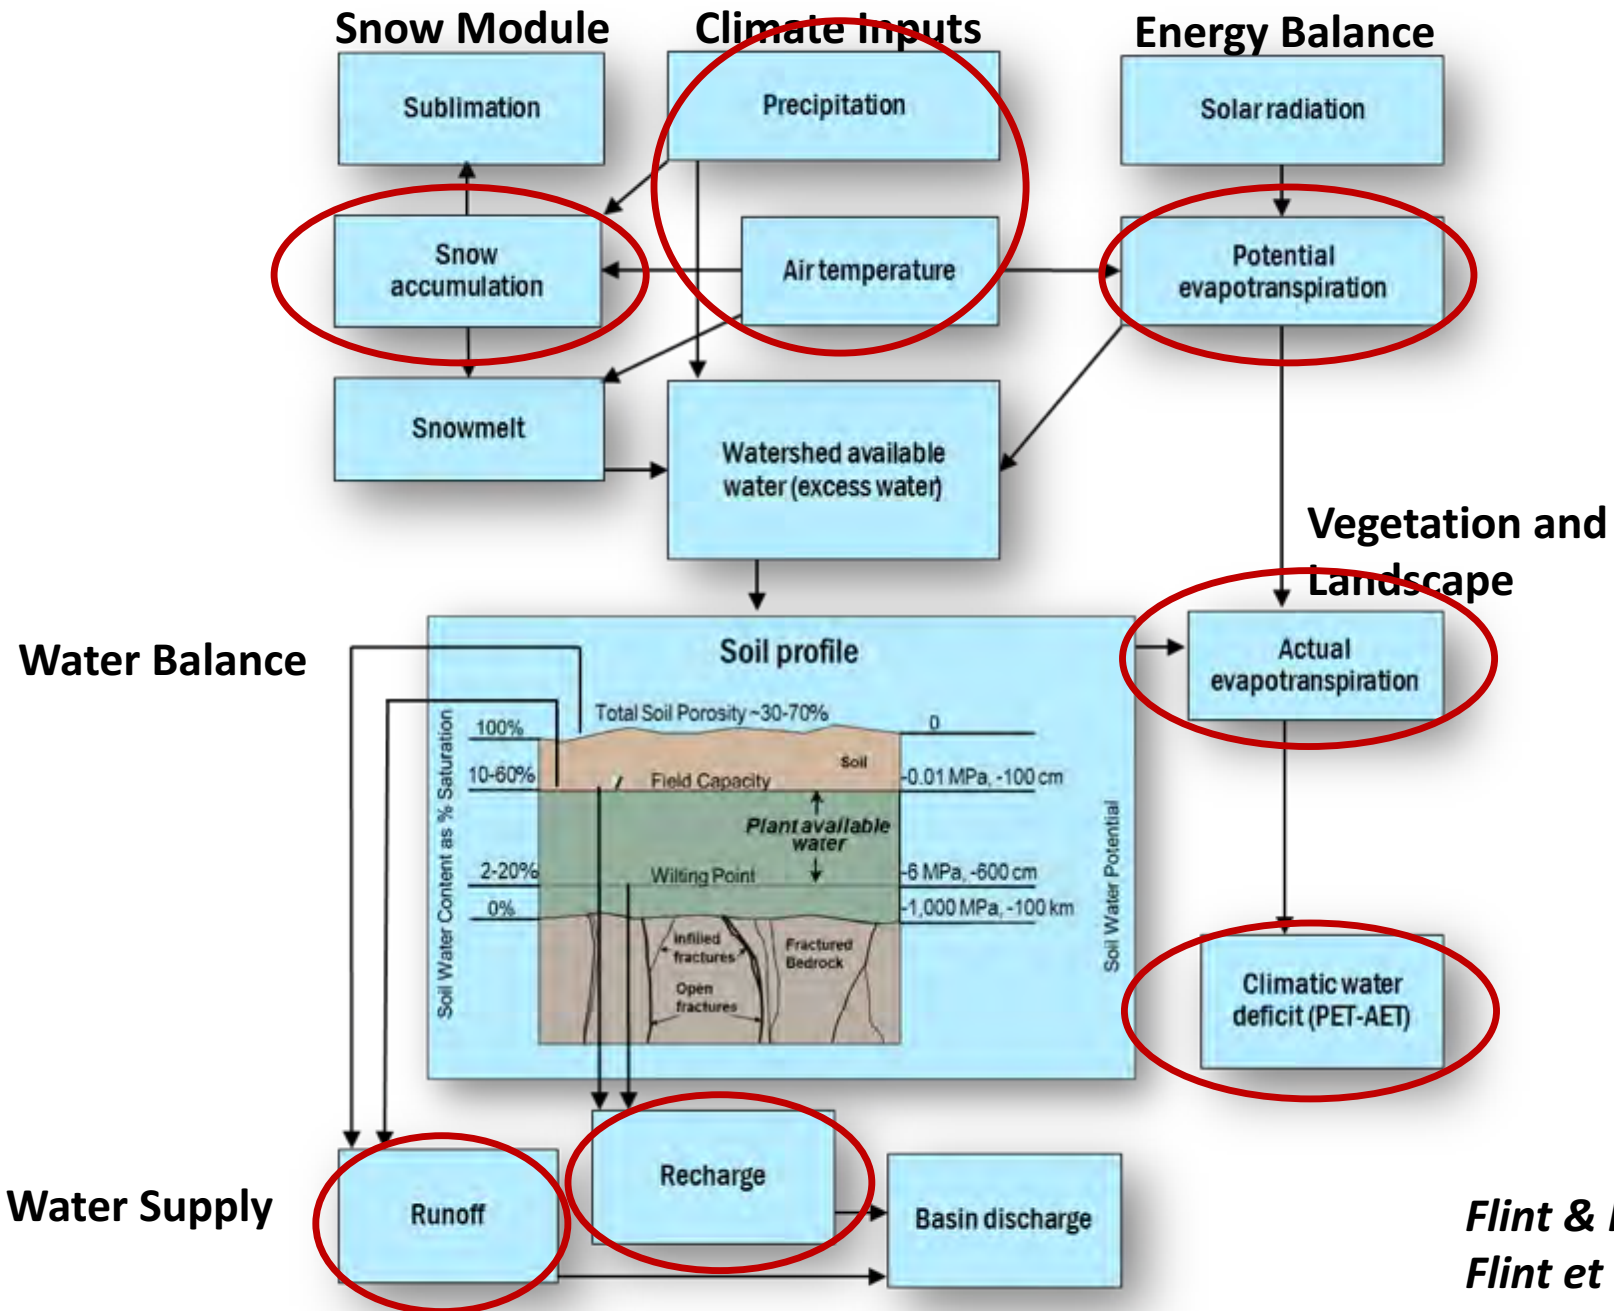 Snow Module
Climate Inputs
Energy Balance
Sublimation
Precipitation
Solar radiation
Snow
accumulation
Air temperature
Potential
evapotranspiration
Snowmelt
Watershed available
water (excess water)
Vegetation and
Landscape
Water Balance
Soil profile
Actual
evapotranspiration
Soil Water Content as % Saturation
Total Soil Porosity ~30-70%
100%
0
Soil
10-60%
Field Capacity
-0.01 MPa, -100 cm
Plant available
water
2-20%
Wilting Point
-6 MPa, -600 cm
0%
-1,000 MPa, -100 km
Soil Water Potential
Infilled
fractures
Fractured
Bedrock
Open
fractures
Climatic water
deficit (PET-AET)
Water Supply
Runoff
Recharge
Basin discharge
Flint &
Flint et